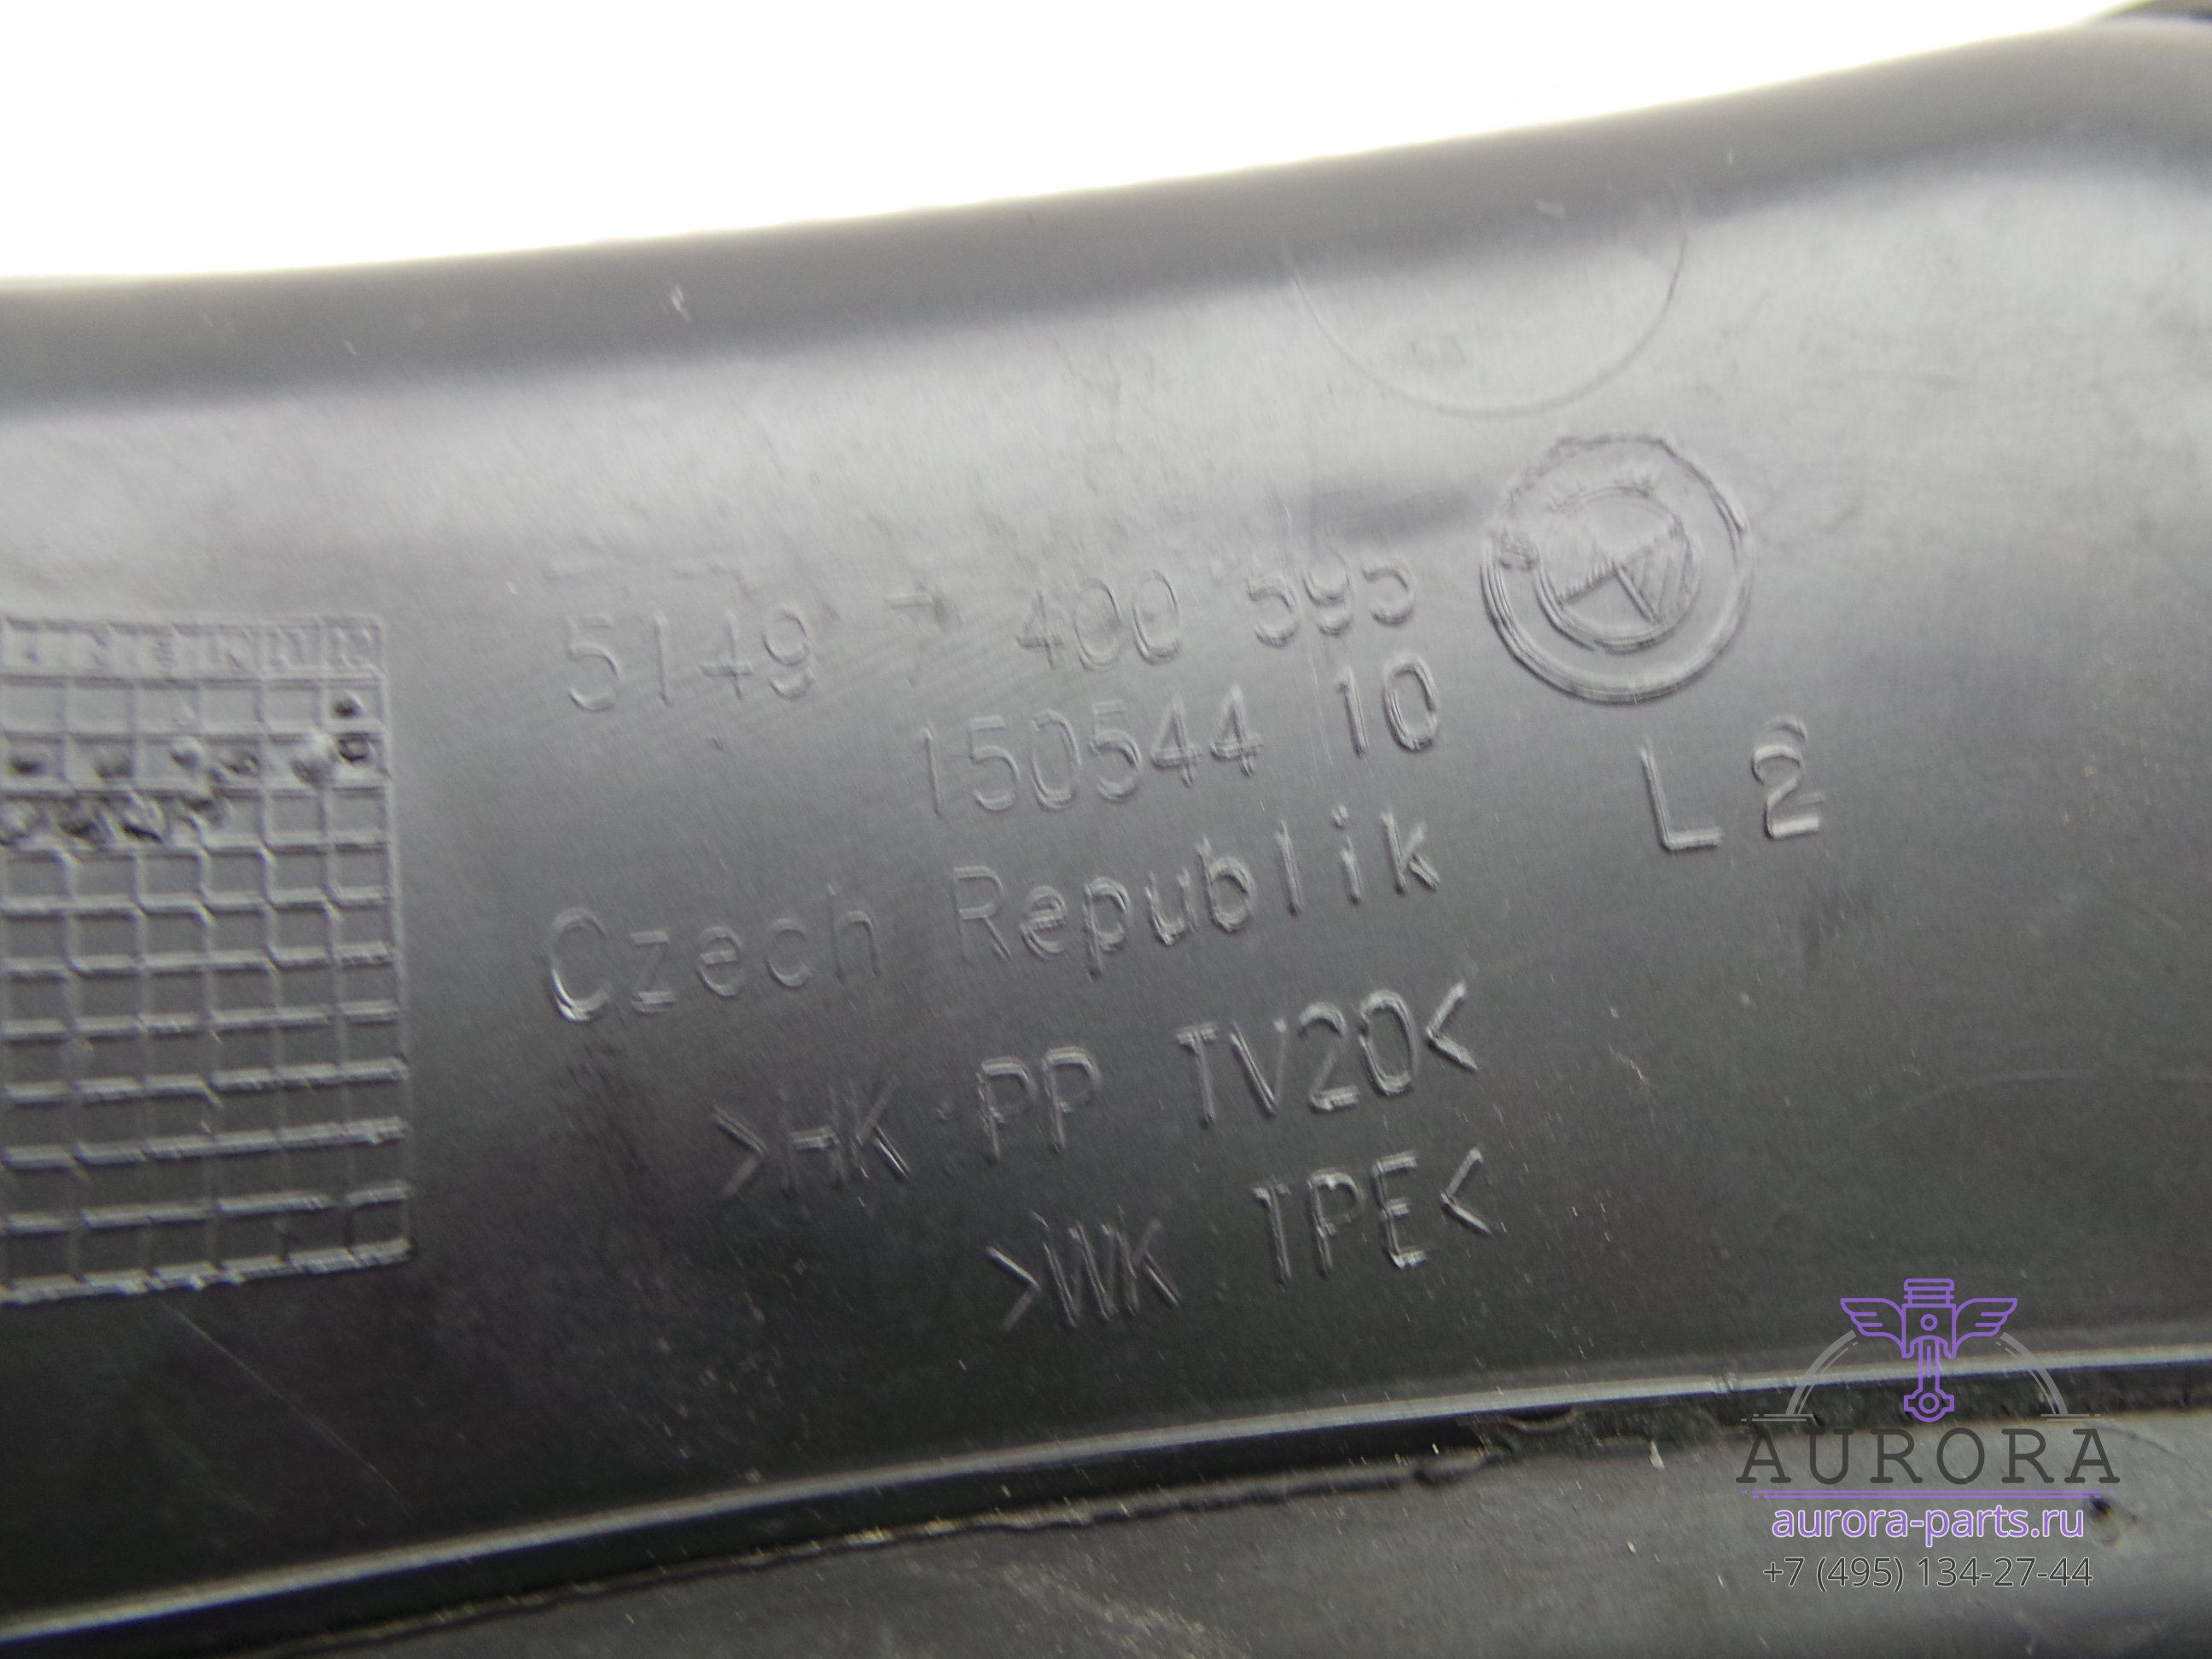 5149 7 400 595
150544 10
L 2
Czech Republik
>HK PP TV20<
>WK TPE<
AURORA
aurora-parts.ru
+7 (495) 134-27-44